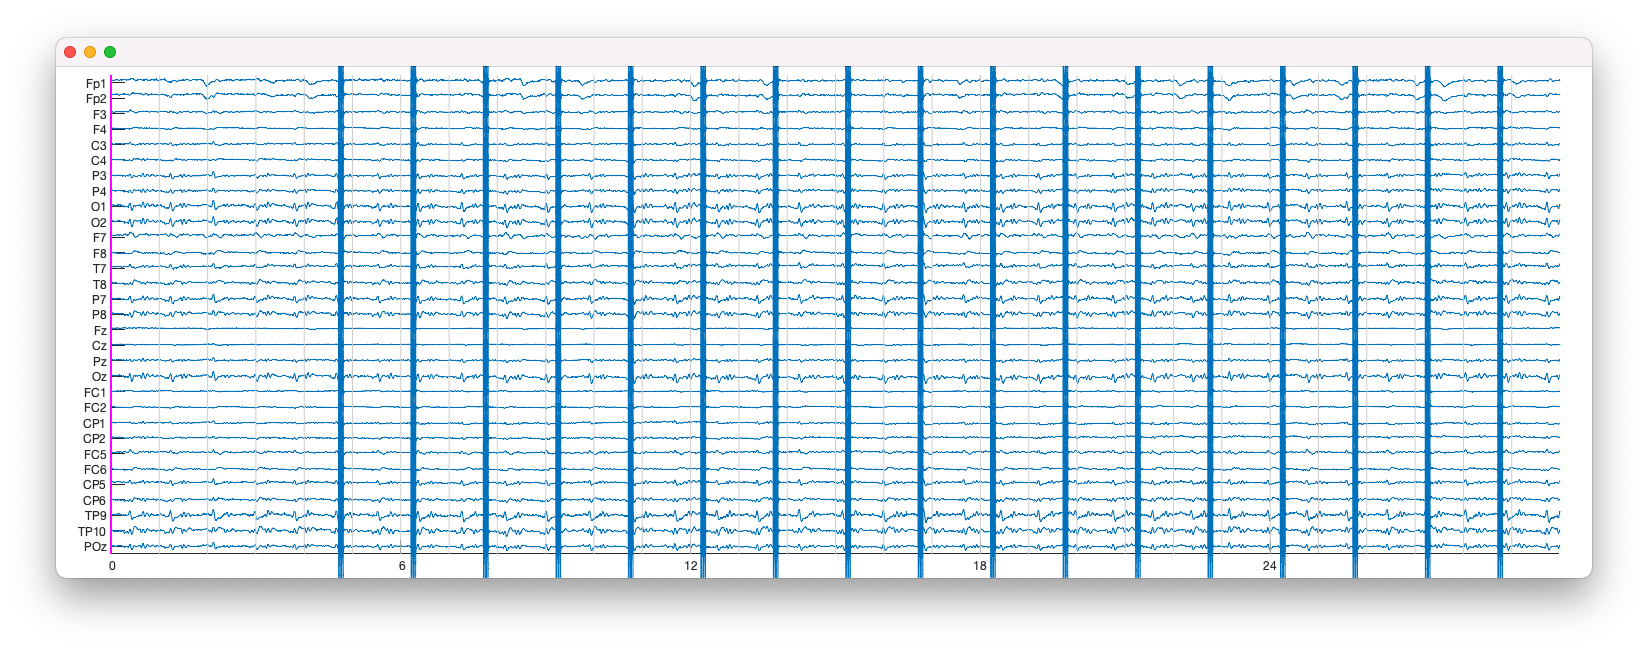 Fp1
Fp2
F3
F4
C3
C4
P3
P4
O1
O2
F7
F8
T7
T8
P7
P8
Fz
Cz
Pz
Oz
FC1
FC2
CP1
CP2
FC5
FC6
CP5
CP6
TP9
TP10
POz
0 6 12 18 24